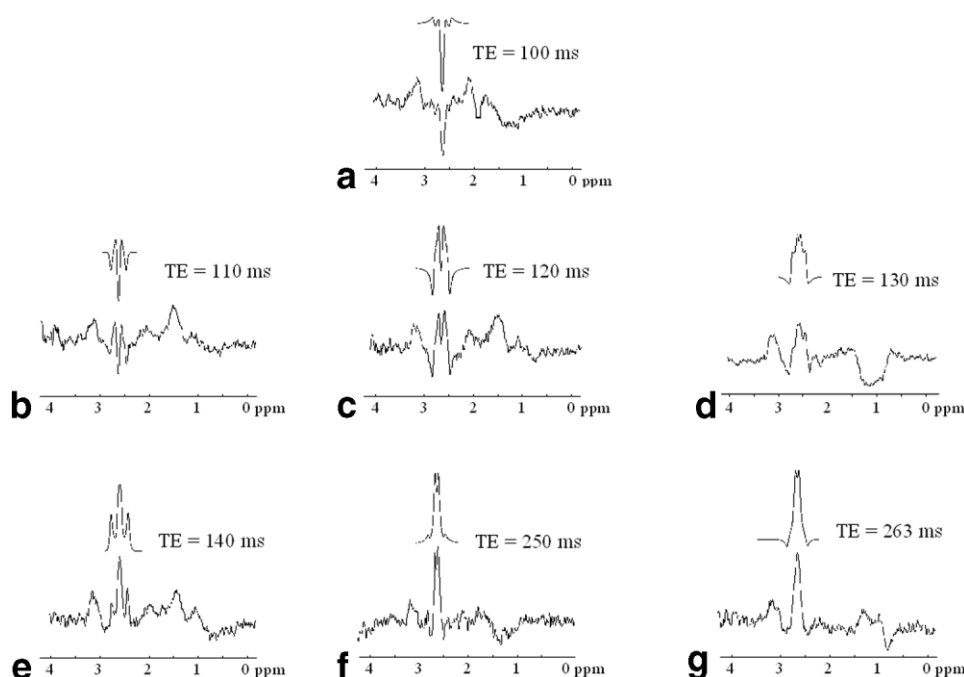 TE = 100 ms
4 3 2 1 0 ppm
a
TE = 110 ms
4 3 2 1 0 ppm
b
TE = 120 ms
4 3 2 1 0 ppm
c
TE = 130 ms
4 3 2 1 0 ppm
d
TE = 140 ms
4 3 2 1 0 ppm
e
TE = 250 ms
4 3 2 1 0 ppm
f
TE = 263 ms
4 3 2 1 0 ppm
g